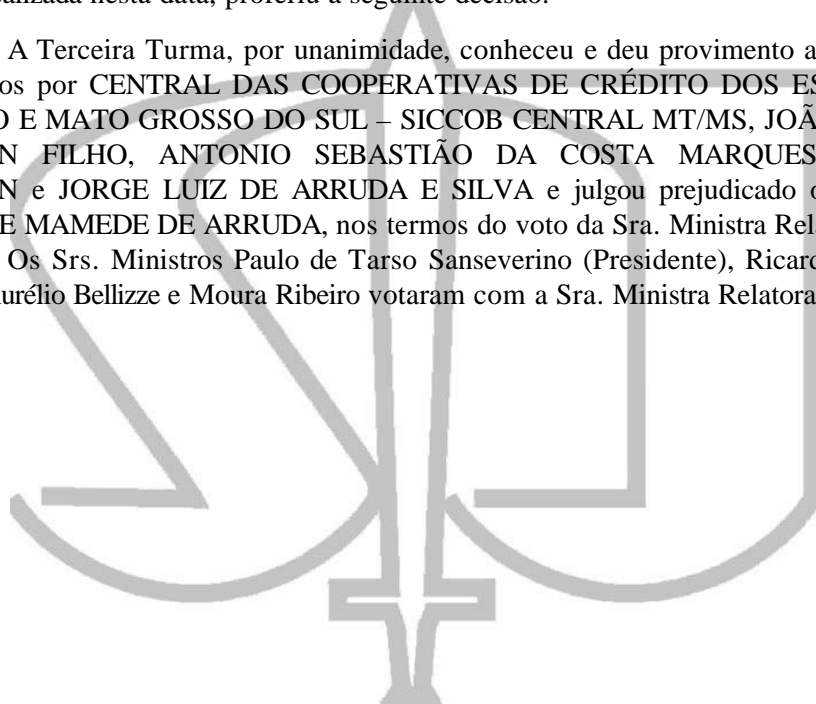 realizada nesta data, proferiu a seguinte decisão:
A Terceira Turma, por unanimidade, conheceu e deu provimento a
os por CENTRAL DAS COOPERATIVAS DE CRÉDITO DOS ES
O E MATO GROSSO DO SUL – SICCOB CENTRAL MT/MS, JOÃ
N FILHO, ANTONIO SEBASTIÃO DA COSTA MARQUES
N e JORGE LUIZ DE ARRUDA E SILVA e julgou prejudicado o
E MAMEDE DE ARRUDA, nos termos do voto da Sra. Ministra Rel
Os Srs. Ministros Paulo de Tarso Sanseverino (Presidente), Ricard
urélio Bellizze e Moura Ribeiro votaram com a Sra. Ministra Relatora